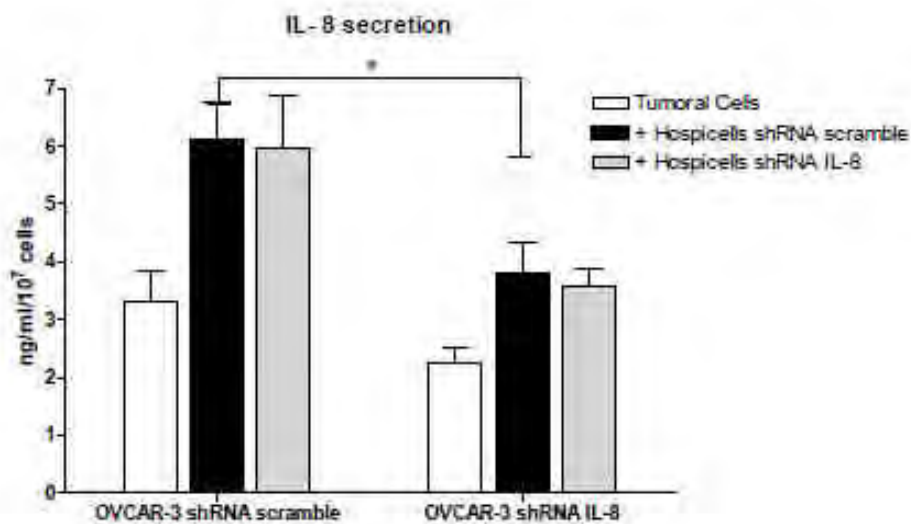 IL- 8 secretion
*
7
6
5
4
3
2
1
0
ng/ml/10⁷ cells
Tumoral Cells
+ Hospicells shRNA scramble
+ Hospicells shRNA IL-8
OVCAR-3 shRNA scramble
OVCAR-3 shRNA IL-8